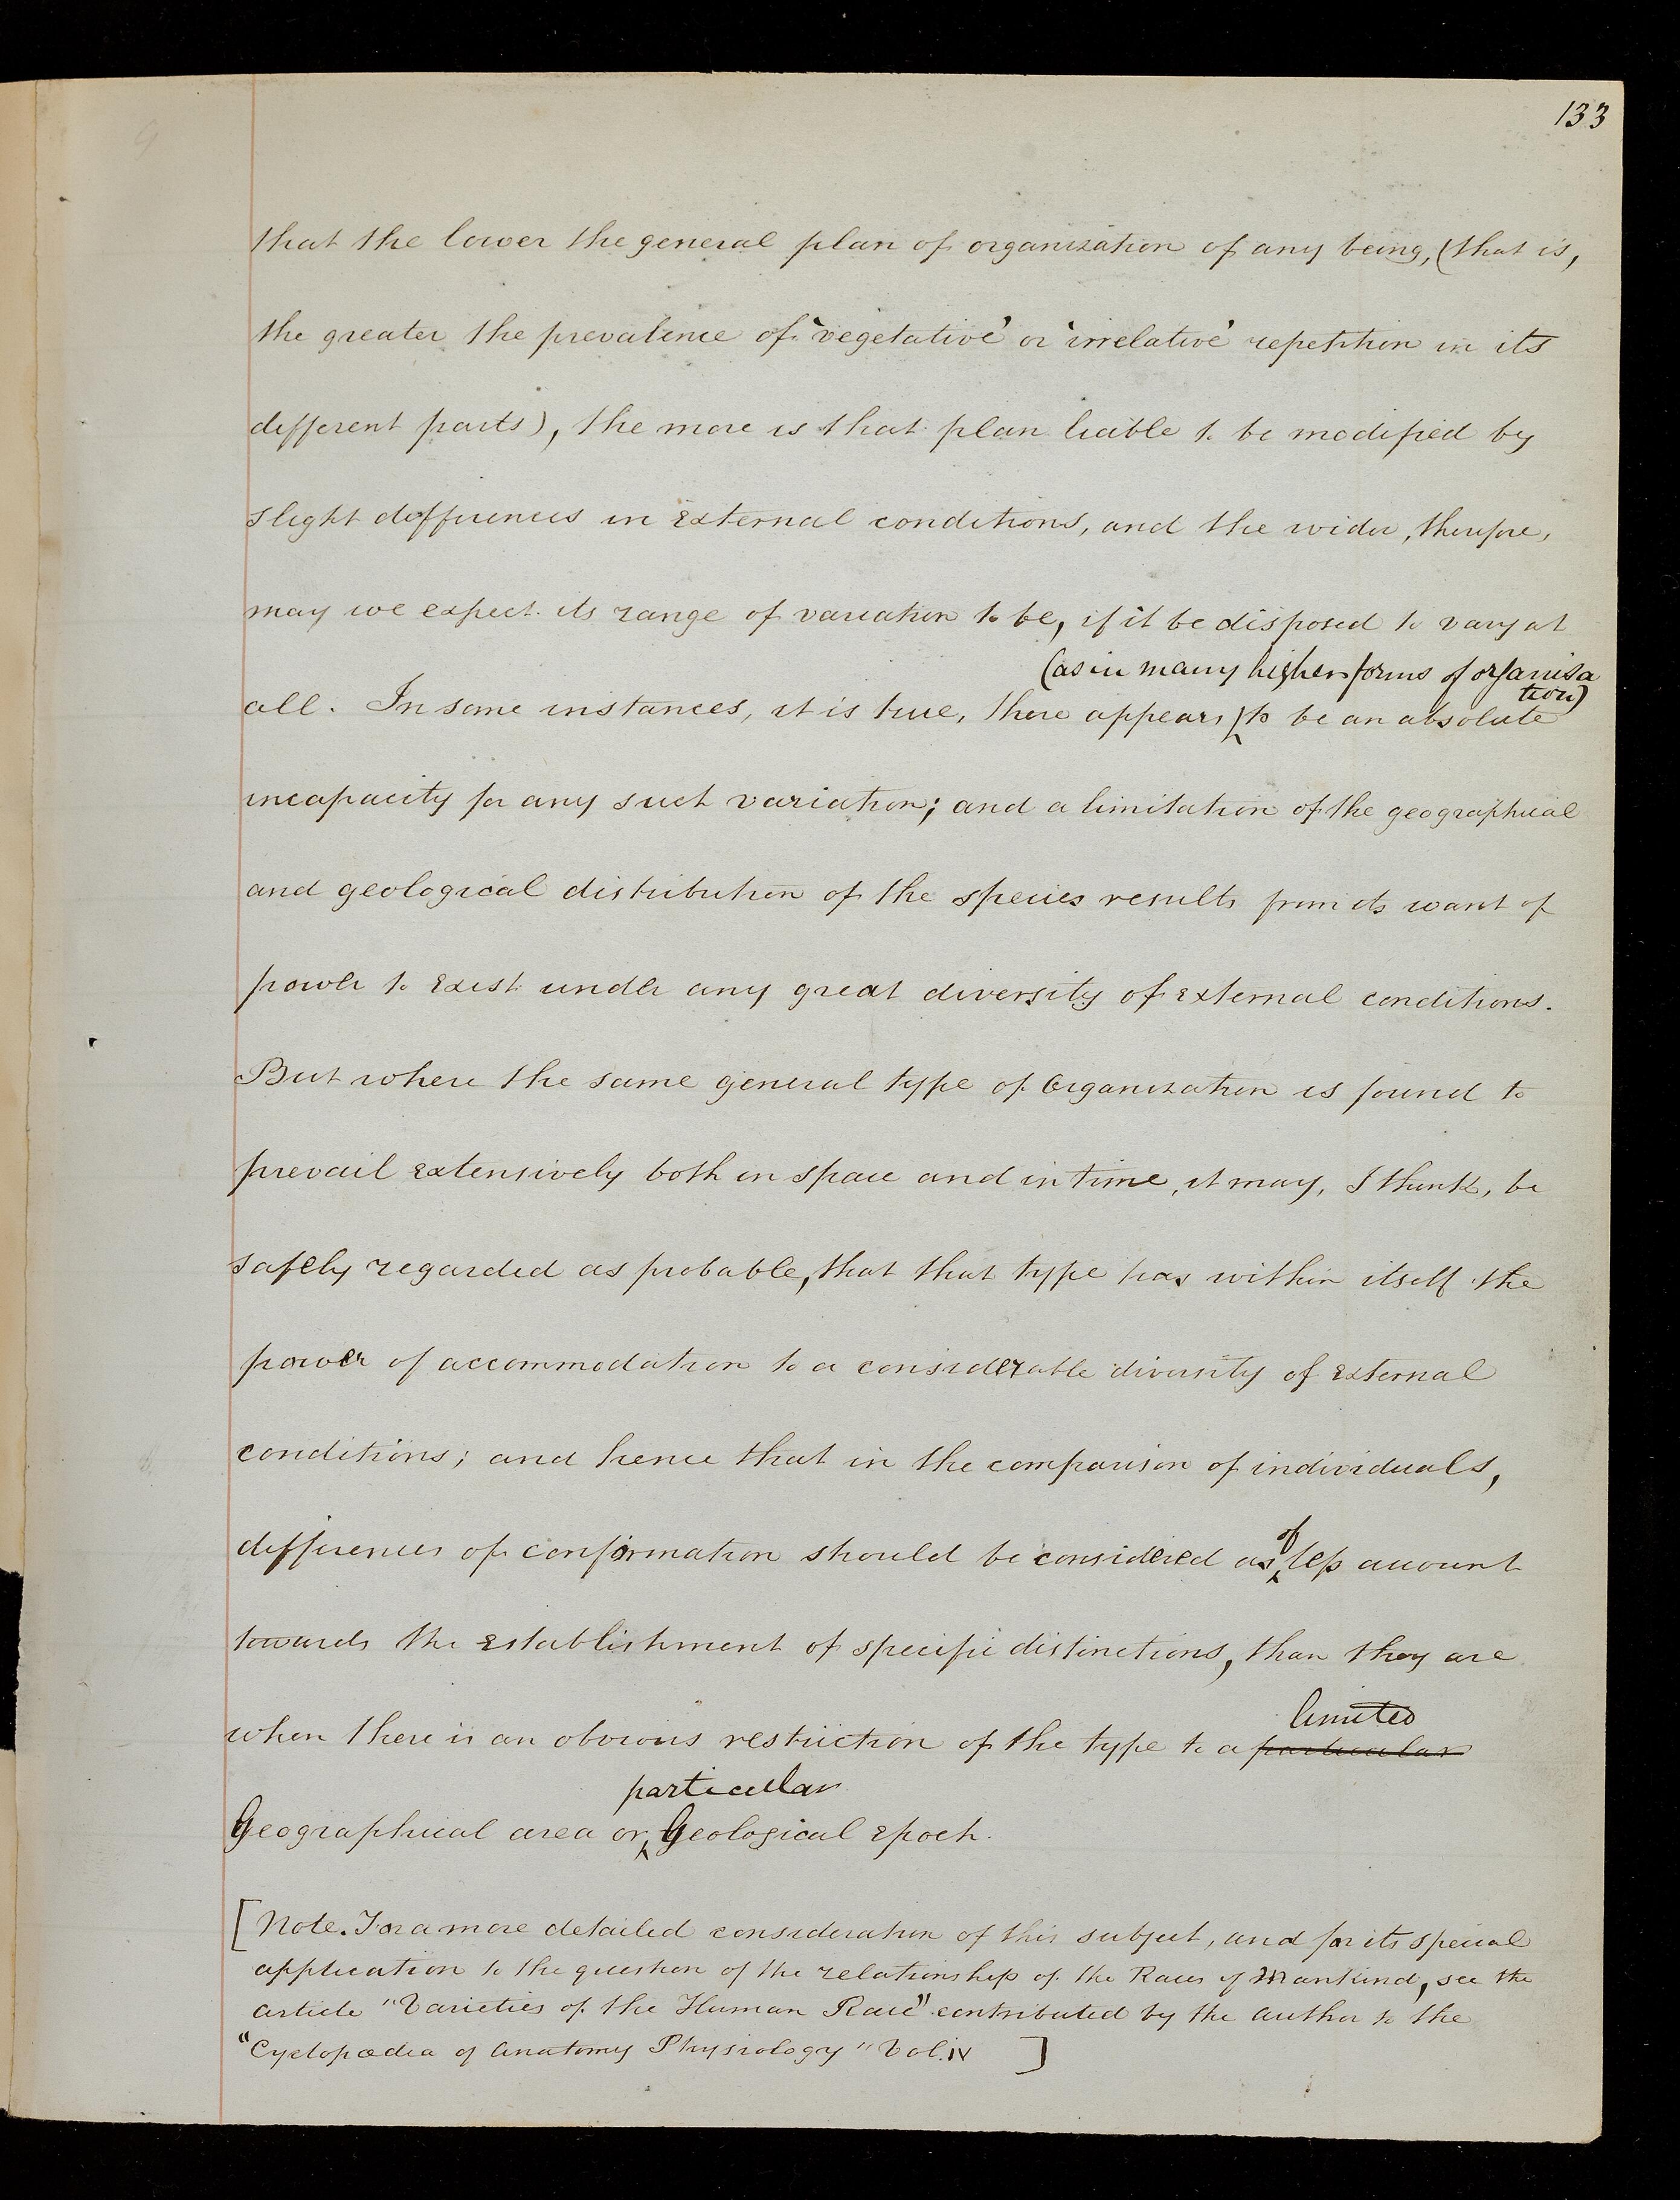 133
that the lower the general plan of organization of any being, (that is,
the greater the prevalence of 'vegetative' or 'irrelative' repetition in its
different parts), the more is that plan liable to be modified by
slight differences in external conditions, and the wider, therefore,
may we expect its range of variation to be, if it be disposed to vary at
(as in many higher forms of organisa
tion)
all. In some instances, it is true, there appears to be an absolute
incapacity for any such variation; and a limitation of the geographical
and geological distribution of the species results from its want of
power to exist under any great diversity of external conditions.
But where the same general type of Organization is found to
prevail extensively both in space and in time, it may, I think, be
safely regarded as probable, that that type has within itself the
power of accommodation to a considerable diversity of external
conditions; and hence that in the comparison of individuals,
of
differences of conformation should be considered as less account
towards the establishment of specific distinctions, than they are
limited
when there is an obvious restriction of the type to a particular
particular
Geographical area or Geological epoch.
[Note. For a more detailed consideration of this subject, and for its special
application to the question of the relationship of the Races of Mankind, see the
article "Varieties of the Human Race" contributed by the author to the
"Cyclopœdia of Anatomy Physiology" Vol. IV ]